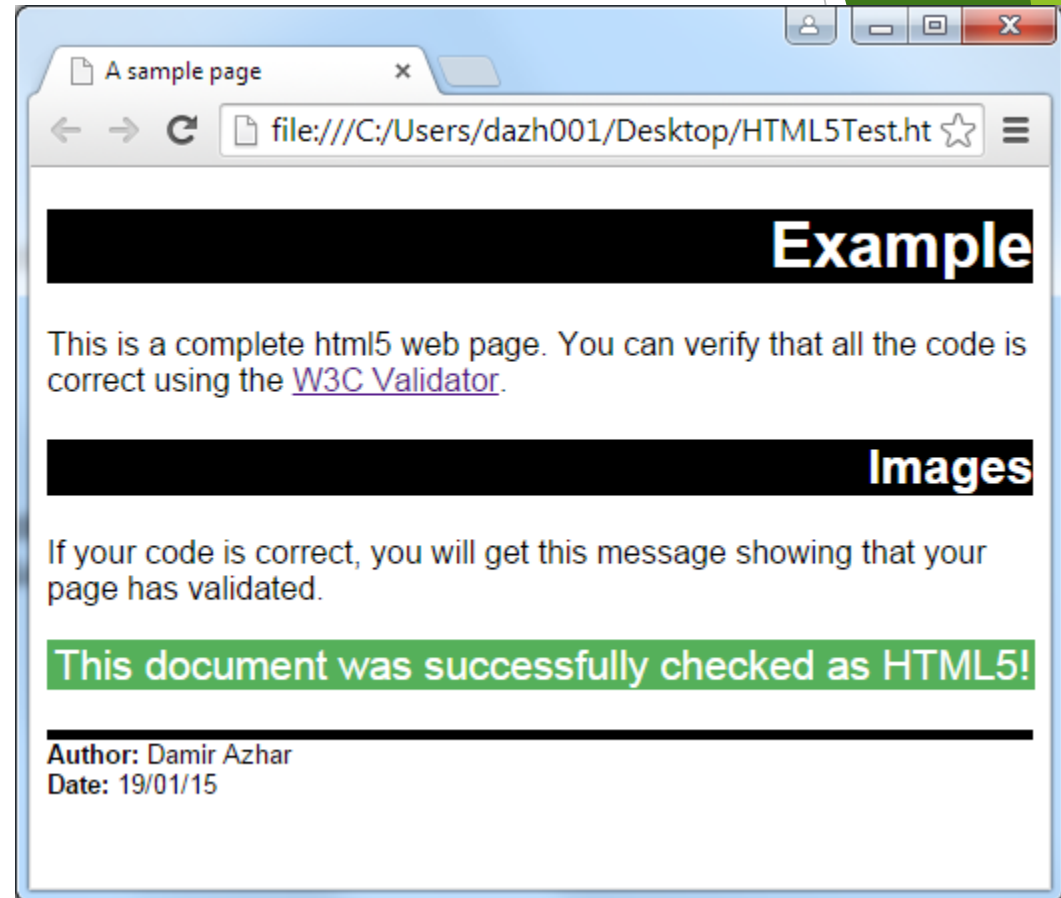 A sample page
file:///C:/Users/dazh001/Desktop/HTML5Test.ht
Example
This is a complete html5 web page. You can verify that all the code is
correct using the W3C Validator.
Images
If your code is correct, you will get this message showing that your
page has validated.
This document was successfully checked as HTML5!
Author: Damir Azhar
Date: 19/01/15